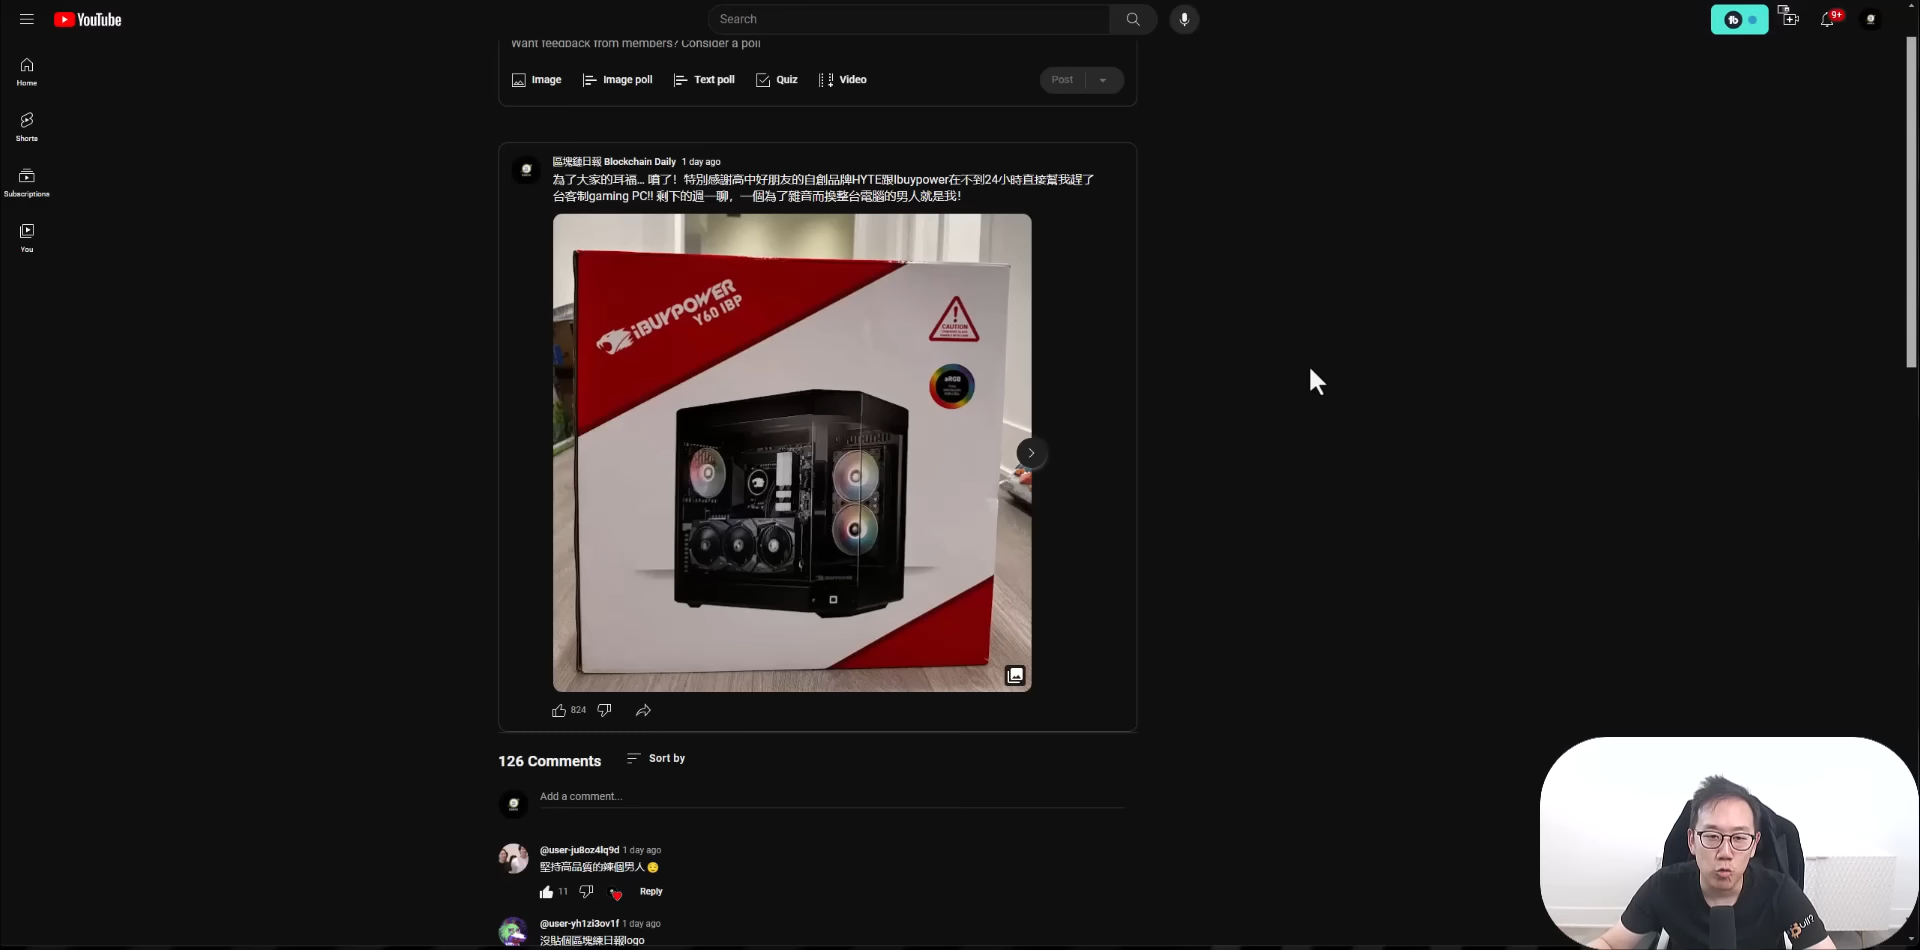 YouTube
Search
9+
Want feedback from members? Consider a poll
Home
Image
Image poll
Text poll
Quiz
Video
Post
Shorts
區塊鏈日報 Blockchain Daily 1 day ago
為了大家的耳福... 噴了！特別感謝高中好朋友的自創品牌HYTE跟Ibuypower在不到24小時直接幫我趕了
台客制gaming PC!! 剩下的週一聊，一個為了雜音而換整台電腦的男人就是我！
Subscriptions
You
iBUYPOWER
Y60 iBP
CAUTION
aRGB
824
126 Comments
Sort by
Add a comment...
@user-ju8oz4lq9d 1 day ago
堅持高品質的辣個男人😌
11
Reply
@user-yh1zi3ov1f 1 day ago
沒貼個區塊鏈日報logo
Bull?